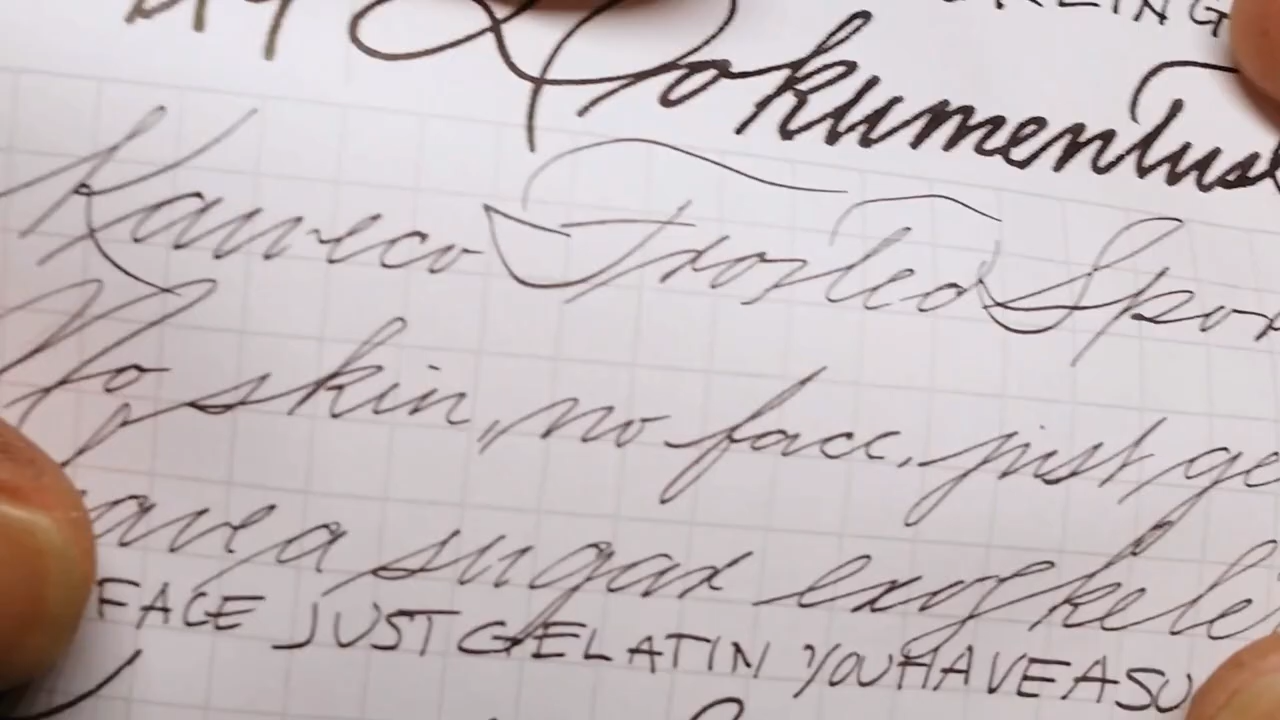 Dokumentus
Kaweco Frosted Spor
No skin, no face, just ge
ave a sugar exoskele
FACE JUST GELATIN YOU HAVE A SU